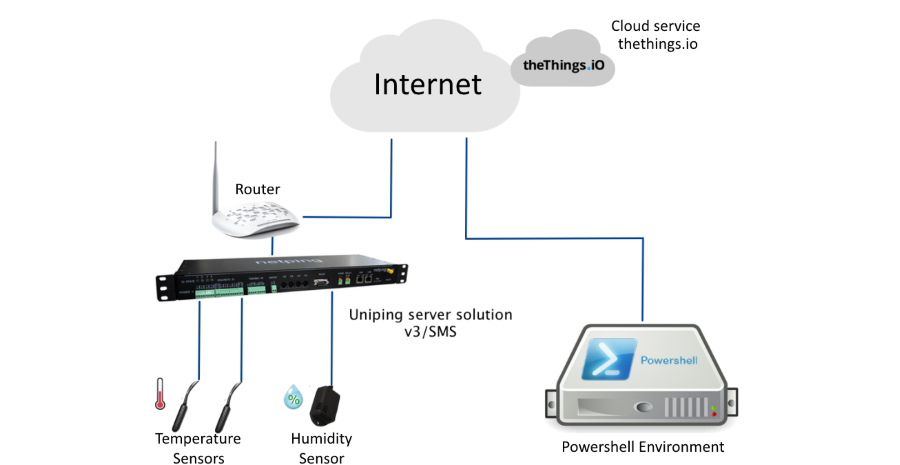 Cloud service
thethings.io
theThings.iO
Internet
Router
netping
Uniping server solution
v3/SMS
Powershell
%
Temperature
Sensors
Humidity
Sensor
Powershell Environment